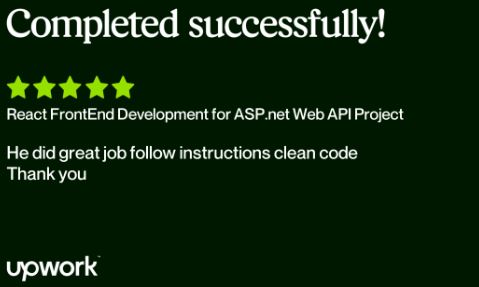 Completed successfully!
React FrontEnd Development for ASP.net Web API Project
He did great job follow instructions clean code
Thank you
upwork